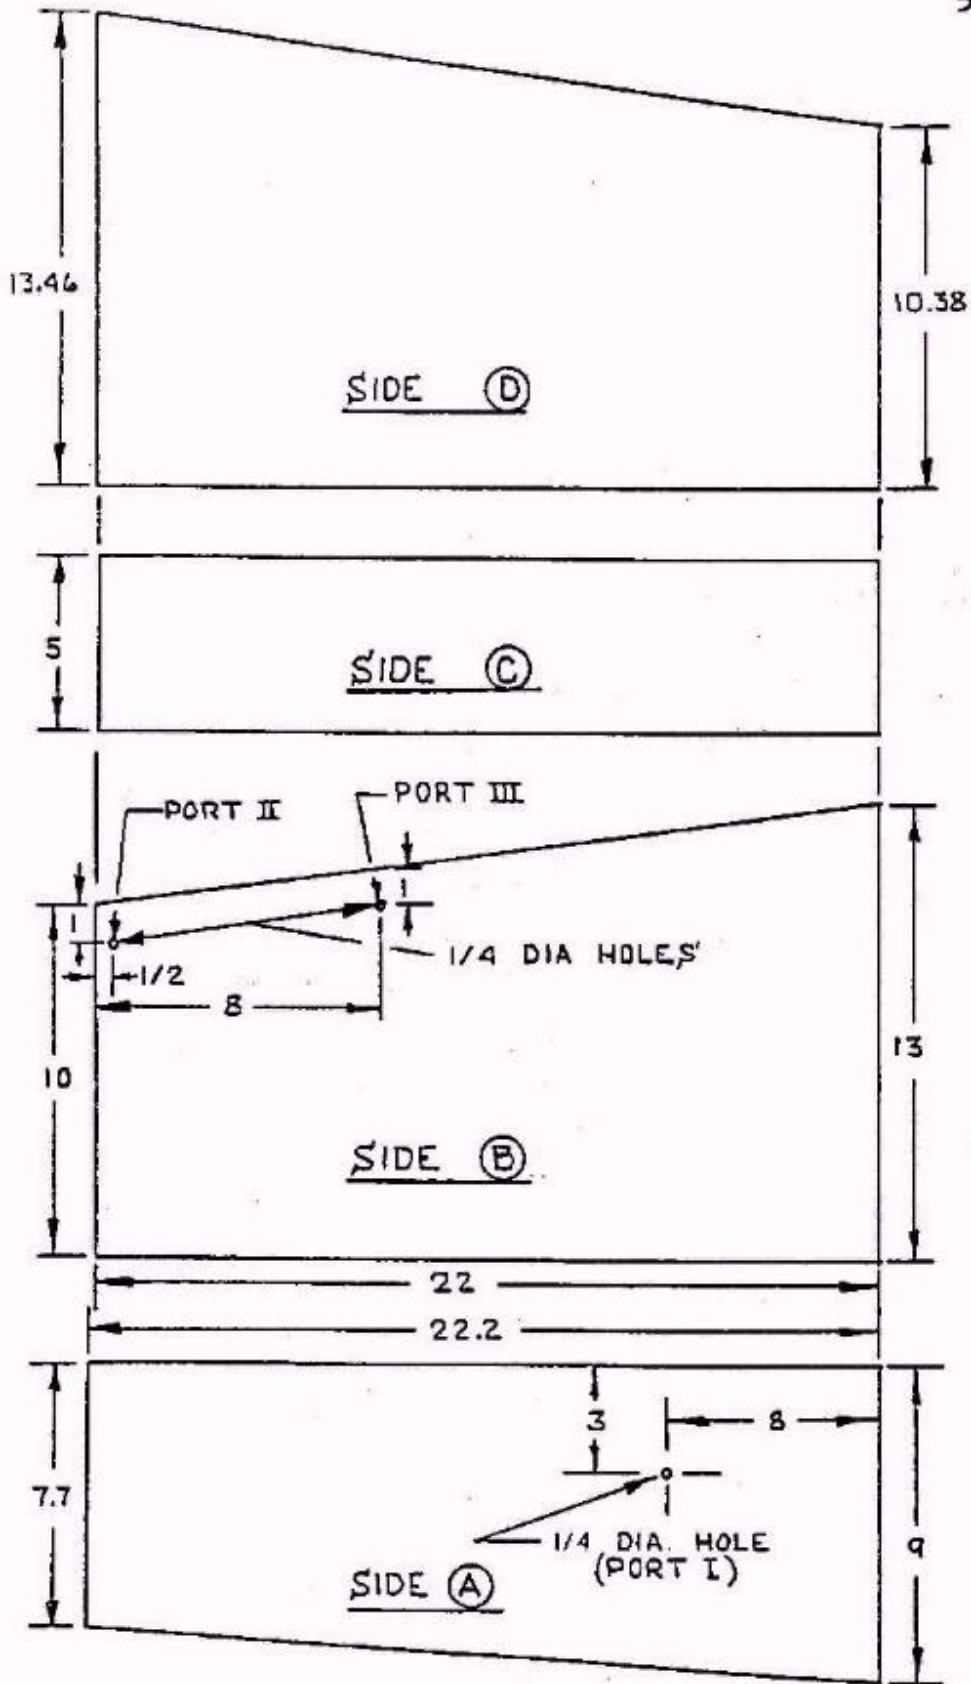 13.46
10.38
SIDE D
5
SIDE C
PORT II
PORT III
1
1
1/4 DIA HOLES
1/2
8
10
13
SIDE B
22
22.2
3
8
7.7
9
1/4 DIA. HOLE
(PORT I)
SIDE A